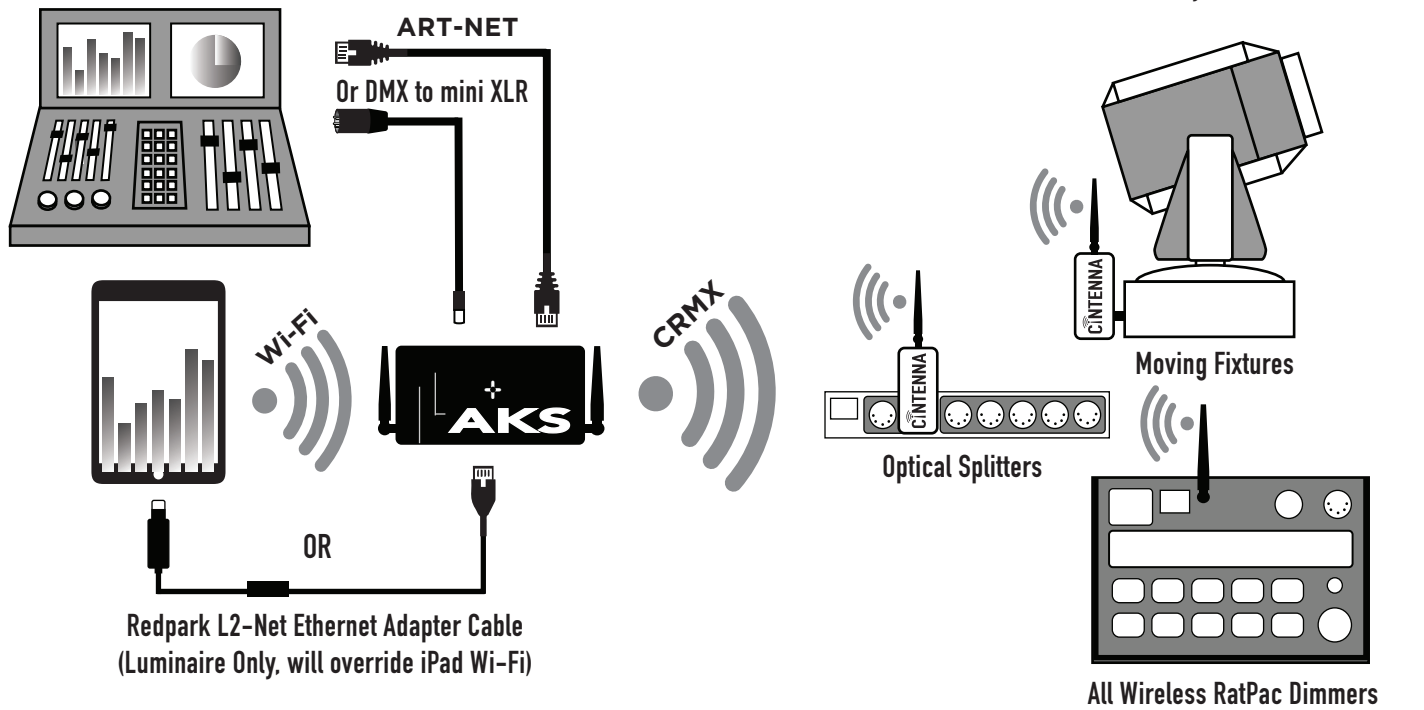 ART-NET
Or DMX to mini XLR
Wi-Fi
CRMX
AKS
CiNTENNA
CiNTENNA
Moving Fixtures
Optical Splitters
OR
Redpark L2-Net Ethernet Adapter Cable
(Luminaire Only, will override iPad Wi-Fi)
All Wireless RatPac Dimmers